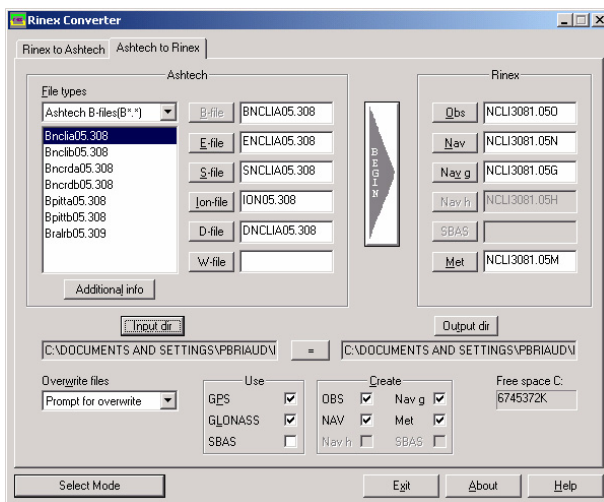 Rinex Converter
Rinex to Ashtech
Ashtech to Rinex
Ashtech
File types
Ashtech B-files(B*.*)
Bnclia05.308
Bnclib05.308
Bncrda05.308
Bncrdb05.308
Bpitta05.308
Bpittb05.308
Bralrb05.309
Additional info
B-file BNCLIA05.308
E-file ENCLIA05.308
S-file SNCLIA05.308
Ion-file ION05.308
D-file DNCLIA05.308
W-file
BEGIN
Rinex
Obs NCLI3081.05O
Nav NCLI3081.05N
Nav g NCLI3081.05G
Nav h NCLI3081.05H
SBAS
Met NCLI3081.05M
Input dir
Output dir
C:\DOCUMENTS AND SETTINGS\PBRIAUD\I
=
C:\DOCUMENTS AND SETTINGS\PBRIAUD\I
Overwrite files
Prompt for overwrite
Use
GPS
GLONASS
SBAS
Create
OBS Nav g
NAV Met
Nav h SBAS
Free space C:
6745372K
Select Mode
Exit
About
Help